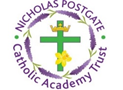 NICHOLAS POSTGATE
Catholic Academy Trust